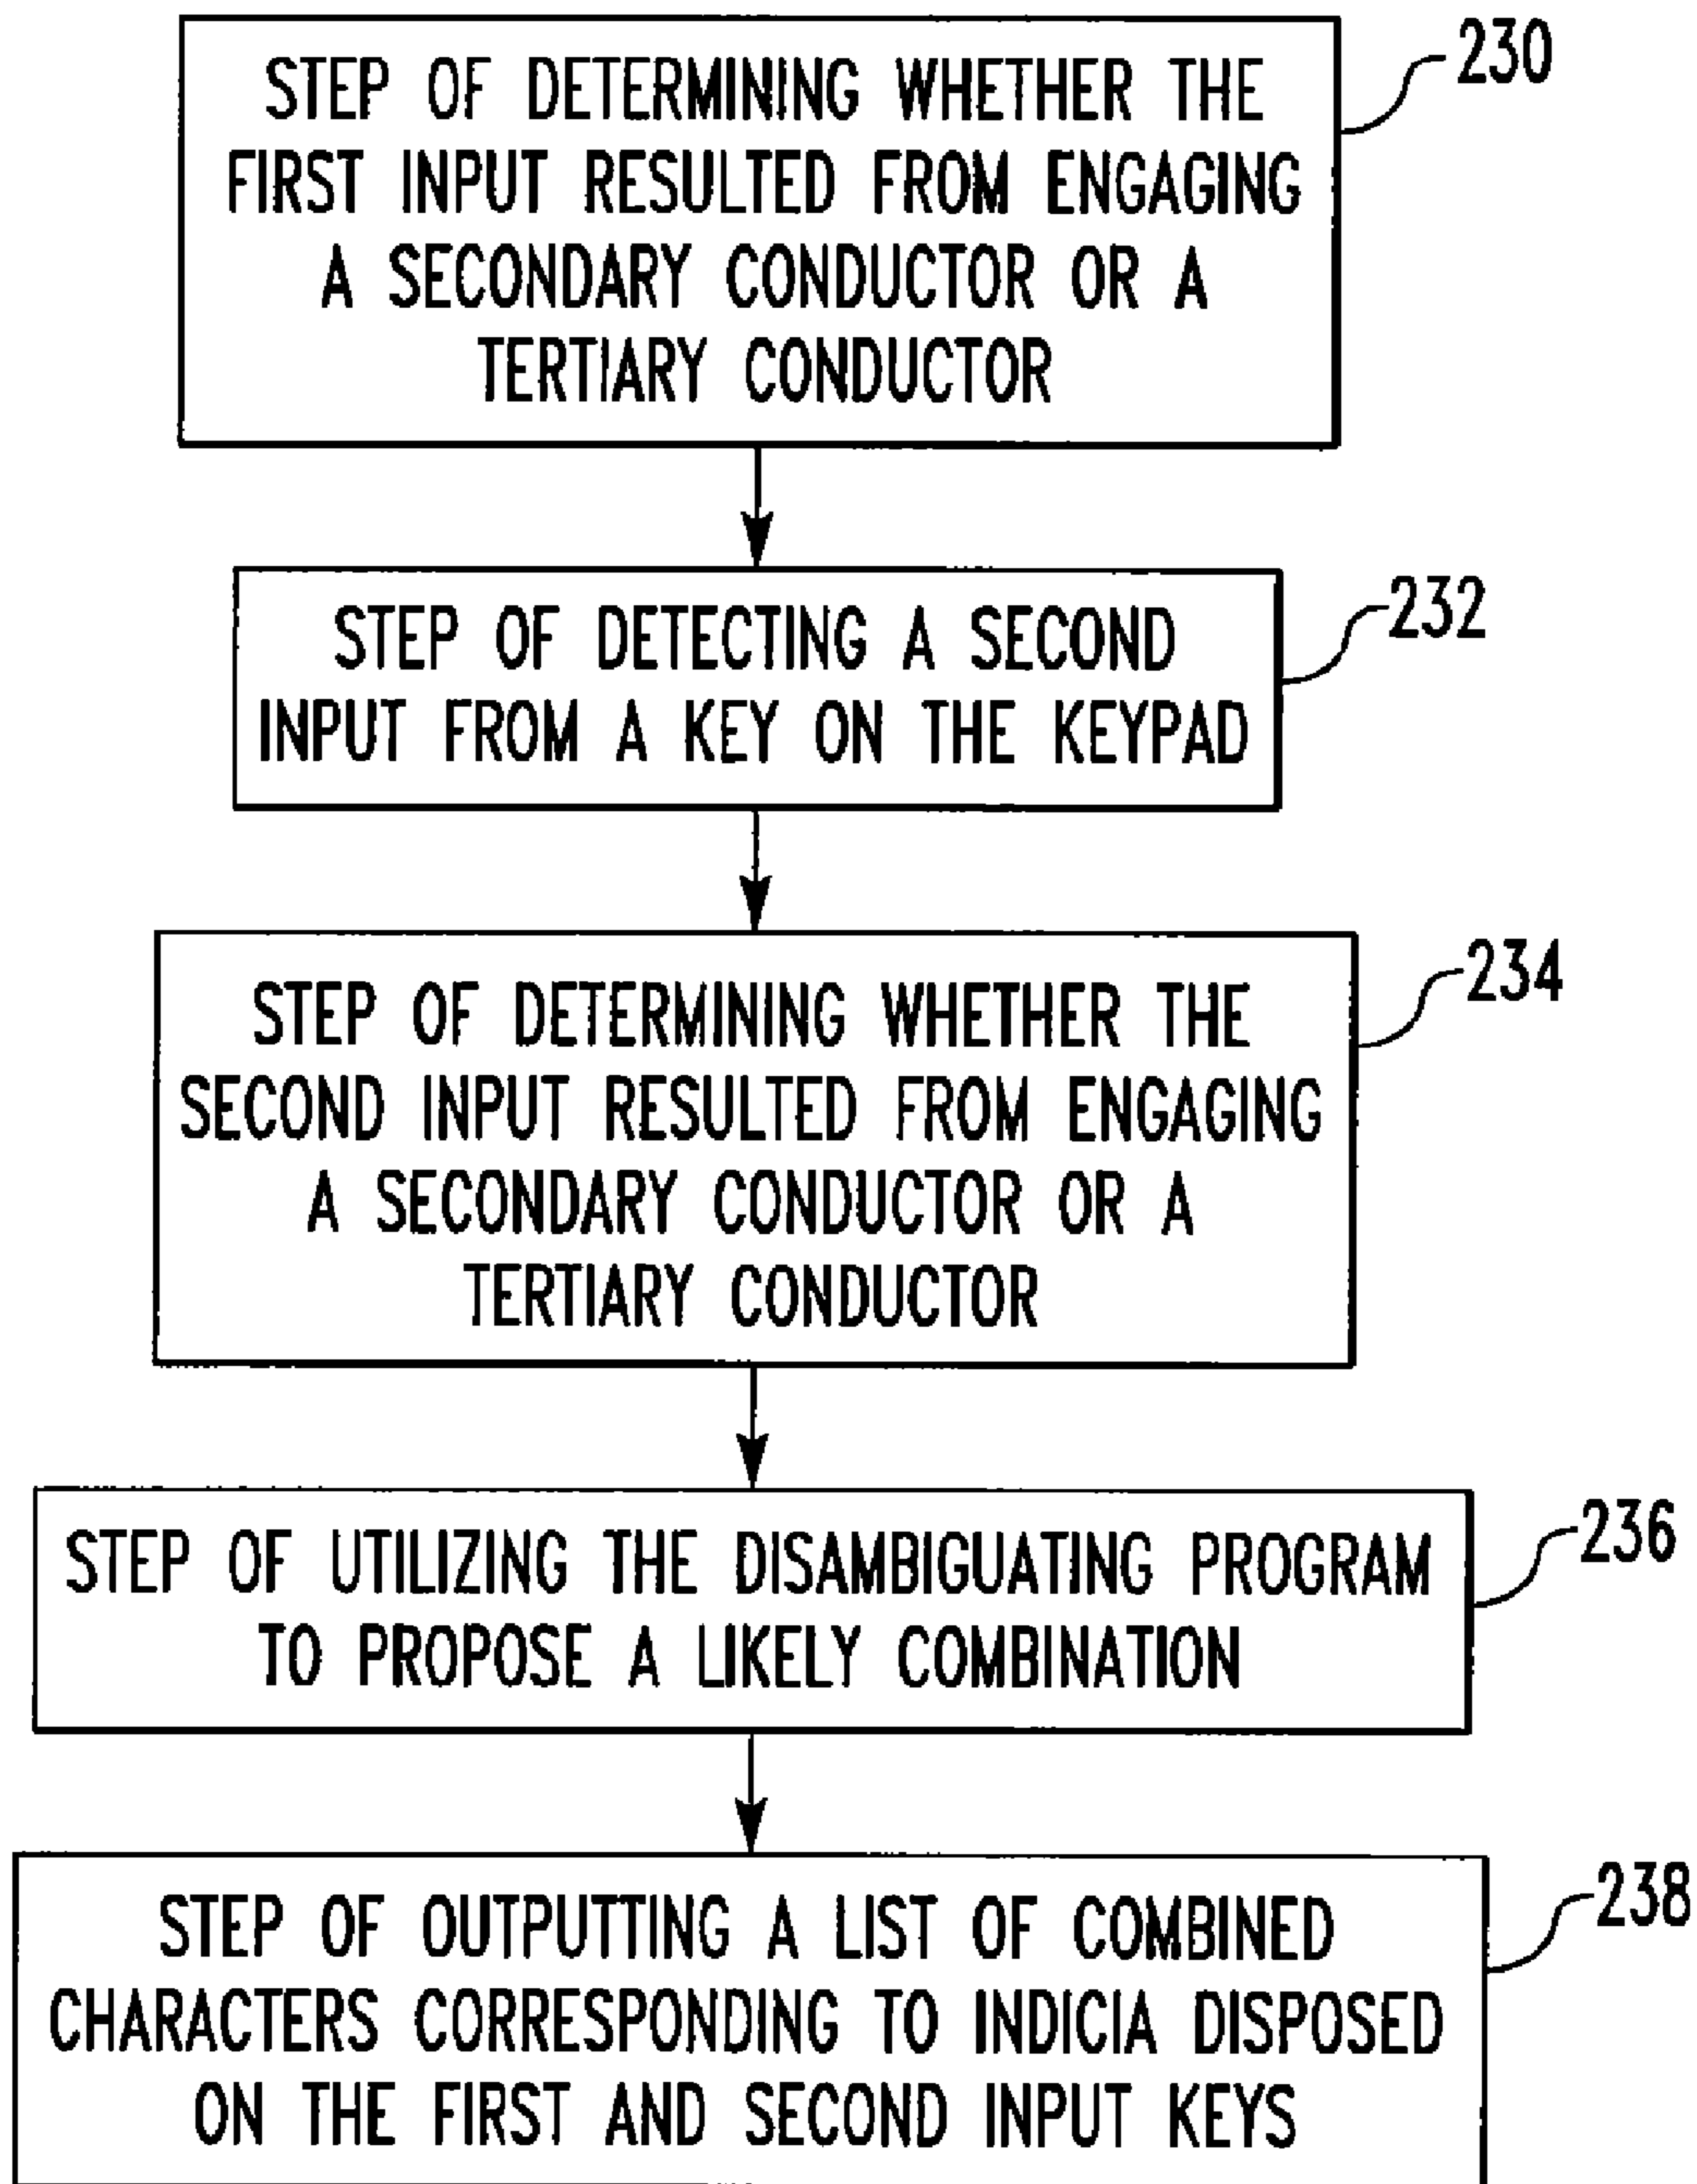 230
STEP OF DETERMINING WHETHER THE
FIRST INPUT RESULTED FROM ENGAGING
A SECONDARY CONDUCTOR OR A
TERTIARY CONDUCTOR
232
STEP OF DETECTING A SECOND
INPUT FROM A KEY ON THE KEYPAD
234
STEP OF DETERMINING WHETHER THE
SECOND INPUT RESULTED FROM ENGAGING
A SECONDARY CONDUCTOR OR A
TERTIARY CONDUCTOR
236
STEP OF UTILIZING THE DISAMBIGUATING PROGRAM
TO PROPOSE A LIKELY COMBINATION
238
STEP OF OUTPUTTING A LIST OF COMBINED
CHARACTERS CORRESPONDING TO INDICIA DISPOSED
ON THE FIRST AND SECOND INPUT KEYS